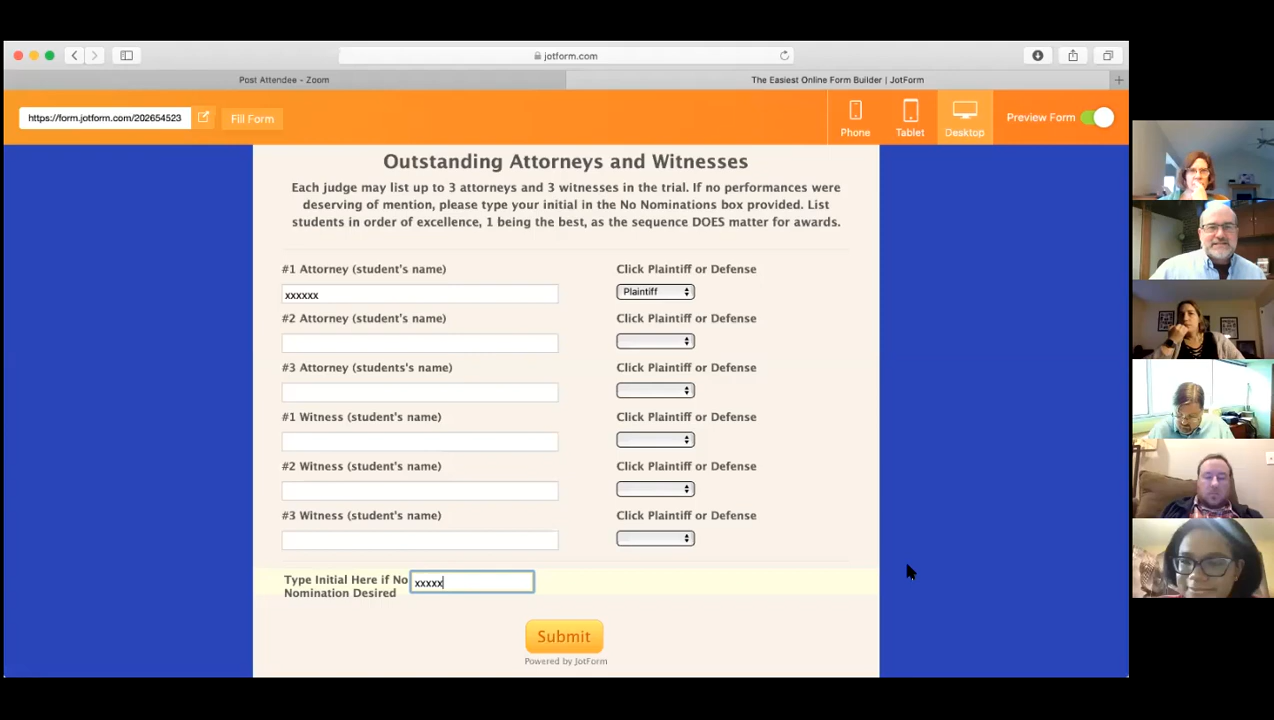 jotform.com
Post Attendee - Zoom
The Easiest Online Form Builder | JotForm
https://form.jotform.com/202654523
Fill Form
Phone
Tablet
Desktop
Preview Form
Outstanding Attorneys and Witnesses
Each judge may list up to 3 attorneys and 3 witnesses in the trial. If no performances were
deserving of mention, please type your initial in the No Nominations box provided. List
students in order of excellence, 1 being the best, as the sequence DOES matter for awards.
#1 Attorney (student's name)
Click Plaintiff or Defense
xxxxxx
Plaintiff
#2 Attorney (student's name)
Click Plaintiff or Defense
#3 Attorney (students's name)
Click Plaintiff or Defense
#1 Witness (student's name)
Click Plaintiff or Defense
#2 Witness (student's name)
Click Plaintiff or Defense
#3 Witness (student's name)
Click Plaintiff or Defense
Type Initial Here if No
Nomination Desired
xxxxx
Submit
Powered by JotForm